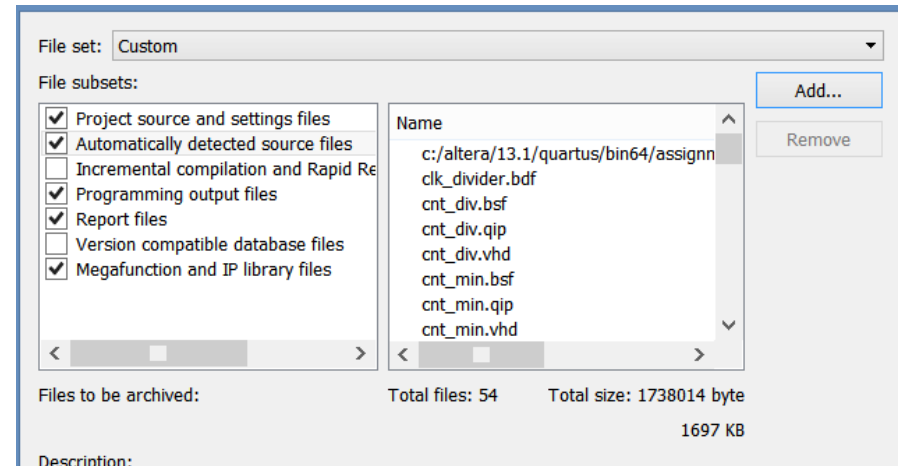 File set: Custom
File subsets:
Add...
Remove
Project source and settings files
Automatically detected source files
Incremental compilation and Rapid Re
Programming output files
Report files
Version compatible database files
Megafunction and IP library files
Name
c:/altera/13.1/quartus/bin64/assignn
clk_divider.bdf
cnt_div.bsf
cnt_div.qip
cnt_div.vhd
cnt_min.bsf
cnt_min.qip
cnt_min.vhd
Files to be archived:
Total files: 54
Total size: 1738014 byte
1697 KB
Description: